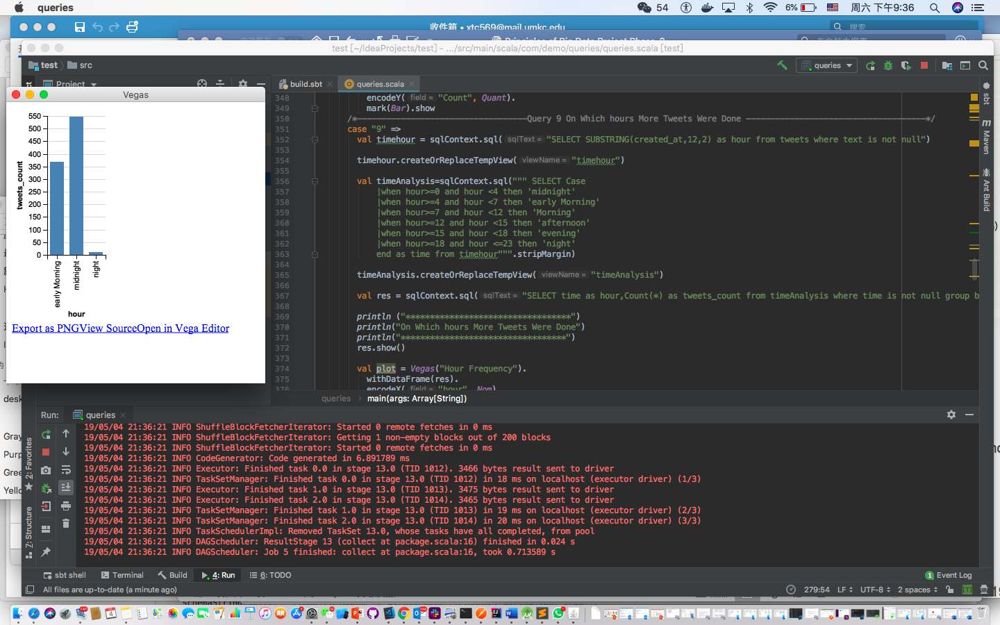 queries
54
6%
周六 下午9:36
收件箱 • xtc569@mail.umkc.edu
搜索
test [~/IdeaProjects/test] - .../src/main/scala/com/demo/queries/queries.scala [test]
test
src
queries
Project
build.sbt
queries.scala
Vegas
550
500
450
400
350
300
250
200
150
100
50
0
tweets_count
early Morning
midnight
night
hour
Export as PNGView SourceOpen in Vega Editor
348 encodeY( field = "Count", Quant).
349 mark(Bar).show
350 /*——————Query 9 On Which hours More Tweets Were Done ——————*/
351 case "9" =>
352 val timehour = sqlContext.sql( sqlText = "SELECT SUBSTRING(created_at,12,2) as hour from tweets where text is not null")
353
354 timehour.createOrReplaceTempView( viewName = "timehour")
355
356 val timeAnalysis=sqlContext.sql(""" SELECT Case
357 |when hour>=0 and hour <4 then 'midnight'
358 |when hour>=4 and hour <7 then 'early Morning'
359 |when hour>=7 and hour <12 then 'Morning'
360 |when hour>=12 and hour <15 then 'afternoon'
361 |when hour>=15 and hour <18 then 'evening'
362 |when hour>=18 and hour <=23 then 'night'
363 end as time from timehour""".stripMargin)
364
365 timeAnalysis.createOrReplaceTempView( viewName = "timeAnalysis")
366
367 val res = sqlContext.sql( sqlText = "SELECT time as hour,Count(*) as tweets_count from timeAnalysis where time is not null group b
368
369 println ("**********************************")
370 println("On Which hours More Tweets Were Done")
371 println("**********************************")
372 res.show()
373
374 val plot = Vegas("Hour Frequency").
375 withDataFrame(res).
376 encodeX( field = "hour", Nom)
queries › main(args: Array[String])
sbt
Maven
Ant Build
desk
Gray
Purp
Gree
Yello
2: Favorites
Z: Structure
Run:
queries
19/05/04 21:36:21 INFO ShuffleBlockFetcherIterator: Started 0 remote fetches in 0 ms
19/05/04 21:36:21 INFO ShuffleBlockFetcherIterator: Getting 1 non-empty blocks out of 200 blocks
19/05/04 21:36:21 INFO ShuffleBlockFetcherIterator: Started 0 remote fetches in 0 ms
19/05/04 21:36:21 INFO CodeGenerator: Code generated in 6.891789 ms
19/05/04 21:36:21 INFO Executor: Finished task 0.0 in stage 13.0 (TID 1012). 3466 bytes result sent to driver
19/05/04 21:36:21 INFO TaskSetManager: Finished task 0.0 in stage 13.0 (TID 1012) in 18 ms on localhost (executor driver) (1/3)
19/05/04 21:36:21 INFO Executor: Finished task 1.0 in stage 13.0 (TID 1013). 3475 bytes result sent to driver
19/05/04 21:36:21 INFO Executor: Finished task 2.0 in stage 13.0 (TID 1014). 3465 bytes result sent to driver
19/05/04 21:36:21 INFO TaskSetManager: Finished task 1.0 in stage 13.0 (TID 1013) in 19 ms on localhost (executor driver) (2/3)
19/05/04 21:36:21 INFO TaskSetManager: Finished task 2.0 in stage 13.0 (TID 1014) in 20 ms on localhost (executor driver) (3/3)
19/05/04 21:36:21 INFO TaskSchedulerImpl: Removed TaskSet 13.0, whose tasks have all completed, from pool
19/05/04 21:36:21 INFO DAGScheduler: ResultStage 13 (collect at package.scala:16) finished in 0.024 s
19/05/04 21:36:21 INFO DAGScheduler: Job 5 finished: collect at package.scala:16, took 0.713589 s
sbt shell
Terminal
Build
4: Run
6: TODO
1 Event Log
All files are up-to-date (a minute ago)
279:54
LF
UTF-8
2 spaces